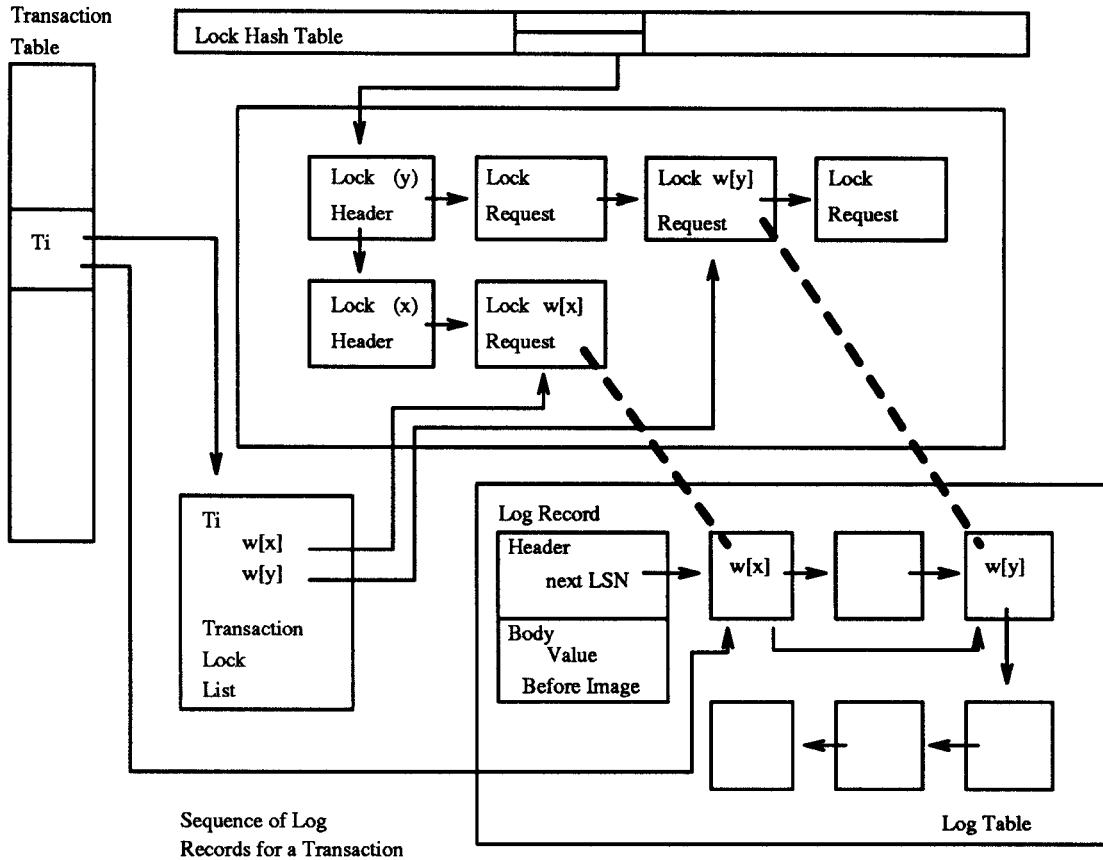 Transaction
Table
Lock Hash Table
Ti
Lock (y)
Header
Lock
Request
Lock w[y]
Request
Lock
Request
Lock (x)
Header
Lock w[x]
Request
Ti
w[x]
w[y]
Transaction
Lock
List
Log Record
Header
next LSN
Body
Value
Before Image
w[x]
w[y]
Log Table
Sequence of Log
Records for a Transaction